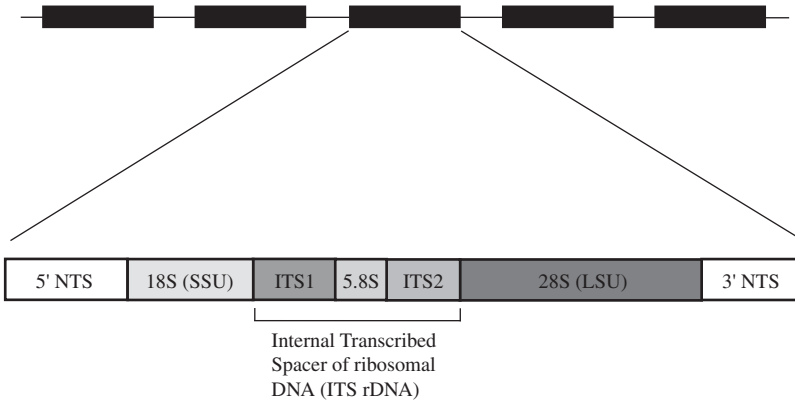 5' NTS 18S (SSU) ITS1 5.8S ITS2 28S (LSU) 3' NTS
Internal Transcribed
Spacer of ribosomal
DNA (ITS rDNA)